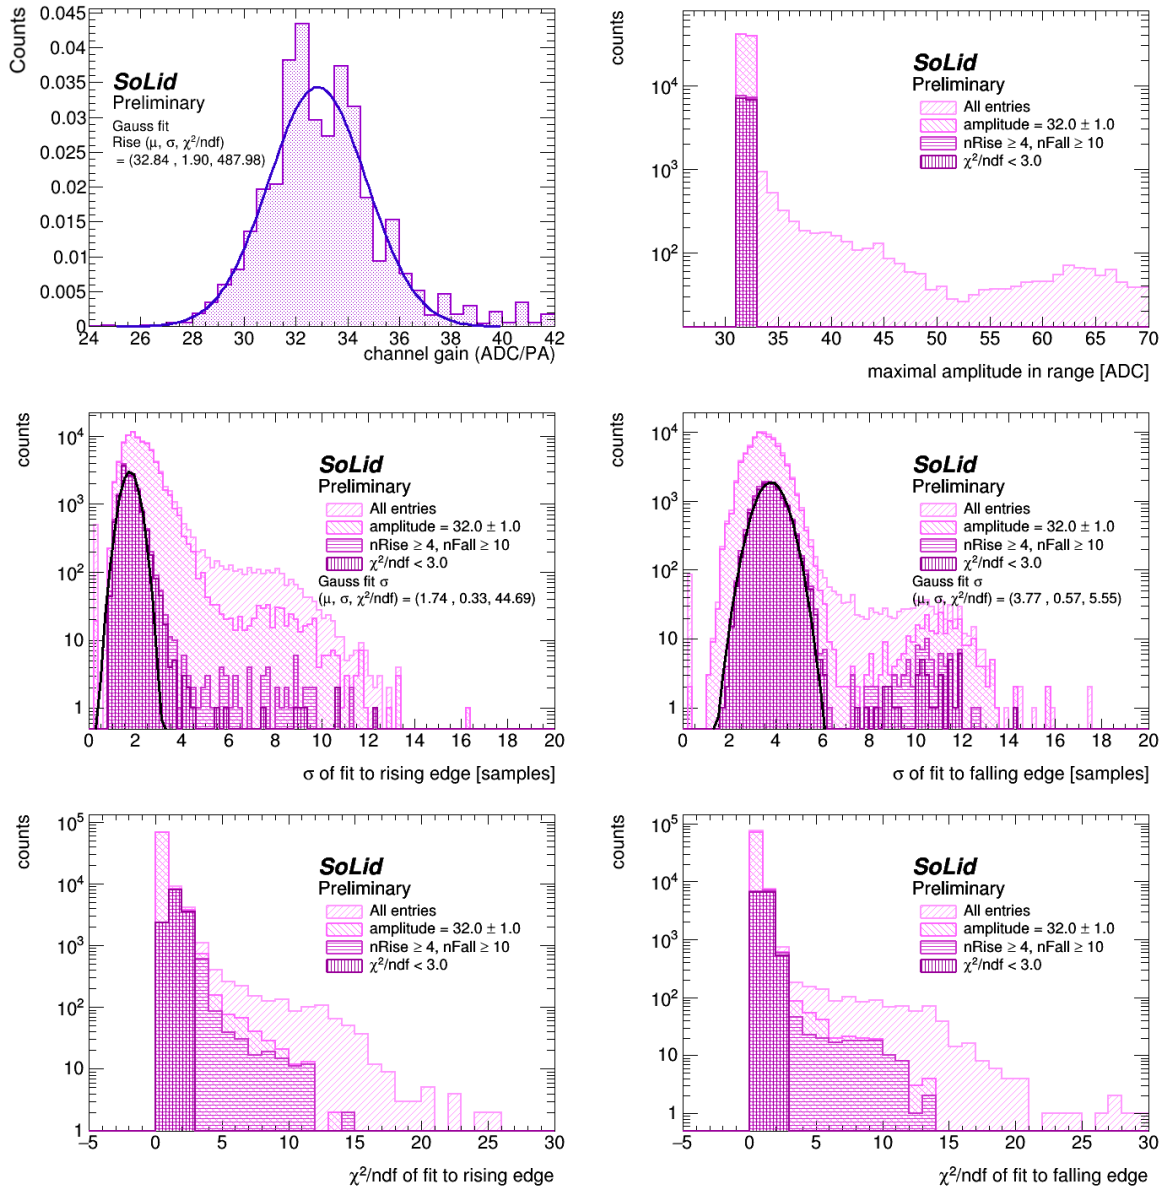 Counts
0.045
0.04
0.035
0.03
0.025
0.02
0.015
0.01
0.005
0
24 26 28 30 32 34 36 38 40 42
channel gain (ADC/PA)
SoLid
Preliminary
Gauss fit
Rise (μ, σ, χ²/ndf)
= (32.84 , 1.90, 487.98)
counts
10⁴
10³
10²
30 35 40 45 50 55 60 65 70
maximal amplitude in range [ADC]
SoLid
Preliminary
All entries
amplitude = 32.0 ± 1.0
nRise ≥ 4, nFall ≥ 10
χ²/ndf < 3.0
counts
10⁴
10³
10²
10
1
0 2 4 6 8 10 12 14 16 18 20
σ of fit to rising edge [samples]
SoLid
Preliminary
All entries
amplitude = 32.0 ± 1.0
nRise ≥ 4, nFall ≥ 10
χ²/ndf < 3.0
Gauss fit σ
(μ, σ, χ²/ndf) = (1.74 , 0.33, 44.69)
counts
10⁴
10³
10²
10
1
0 2 4 6 8 10 12 14 16 18 20
σ of fit to falling edge [samples]
SoLid
Preliminary
All entries
amplitude = 32.0 ± 1.0
nRise ≥ 4, nFall ≥ 10
χ²/ndf < 3.0
Gauss fit σ
(μ, σ, χ²/ndf) = (3.77 , 0.57, 5.55)
counts
10⁵
10⁴
10³
10²
10
1
−5 0 5 10 15 20 25 30
χ²/ndf of fit to rising edge
SoLid
Preliminary
All entries
amplitude = 32.0 ± 1.0
nRise ≥ 4, nFall ≥ 10
χ²/ndf < 3.0
counts
10⁵
10⁴
10³
10²
10
1
−5 0 5 10 15 20 25 30
χ²/ndf of fit to falling edge
SoLid
Preliminary
All entries
amplitude = 32.0 ± 1.0
nRise ≥ 4, nFall ≥ 10
χ²/ndf < 3.0